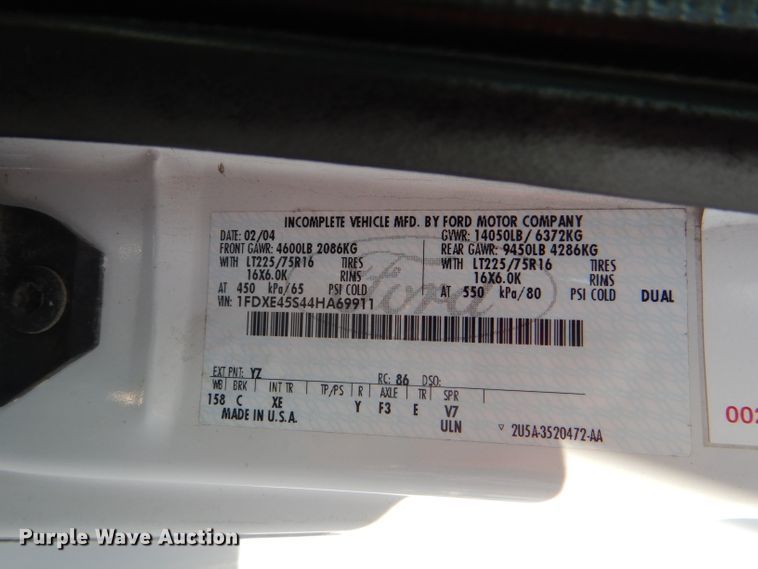 INCOMPLETE VEHICLE MFD. BY FORD MOTOR COMPANY
DATE: 02/04 GVWR: 14050LB / 6372KG
FRONT GAWR: 4600LB 2086KG REAR GAWR: 9450LB 4286KG
WITH LT225/75R16 TIRES WITH LT225/75R16 TIRES
16X6.0K RIMS 16X6.0K RIMS
AT 450 kPa/65 PSI COLD AT 550 kPa/80 PSI COLD DUAL
VIN: 1FDXE45S44HA69911
Ford
EXT PNT: YZ RC: 86 DSO:
WB BRK INT TR TP/PS R AXLE TR SPR
158 C XE Y F3 E V7
MADE IN U.S.A. ULN 2U5A-3520472-AA
002
Purple Wave Auction